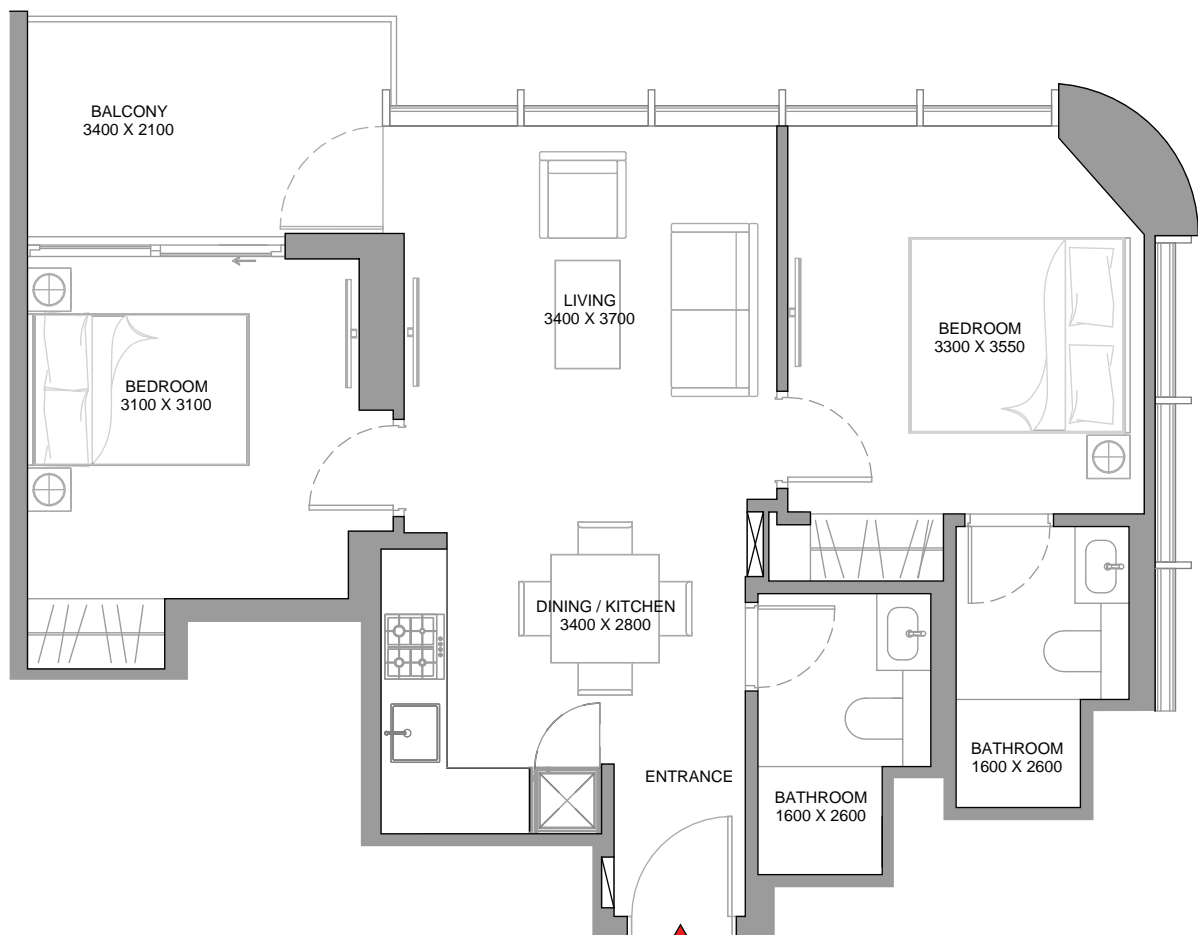 BALCONY
3400 X 2100
LIVING
3400 X 3700
BEDROOM
3300 X 3550
BEDROOM
3100 X 3100
DINING / KITCHEN
3400 X 2800
ENTRANCE
BATHROOM
1600 X 2600
BATHROOM
1600 X 2600